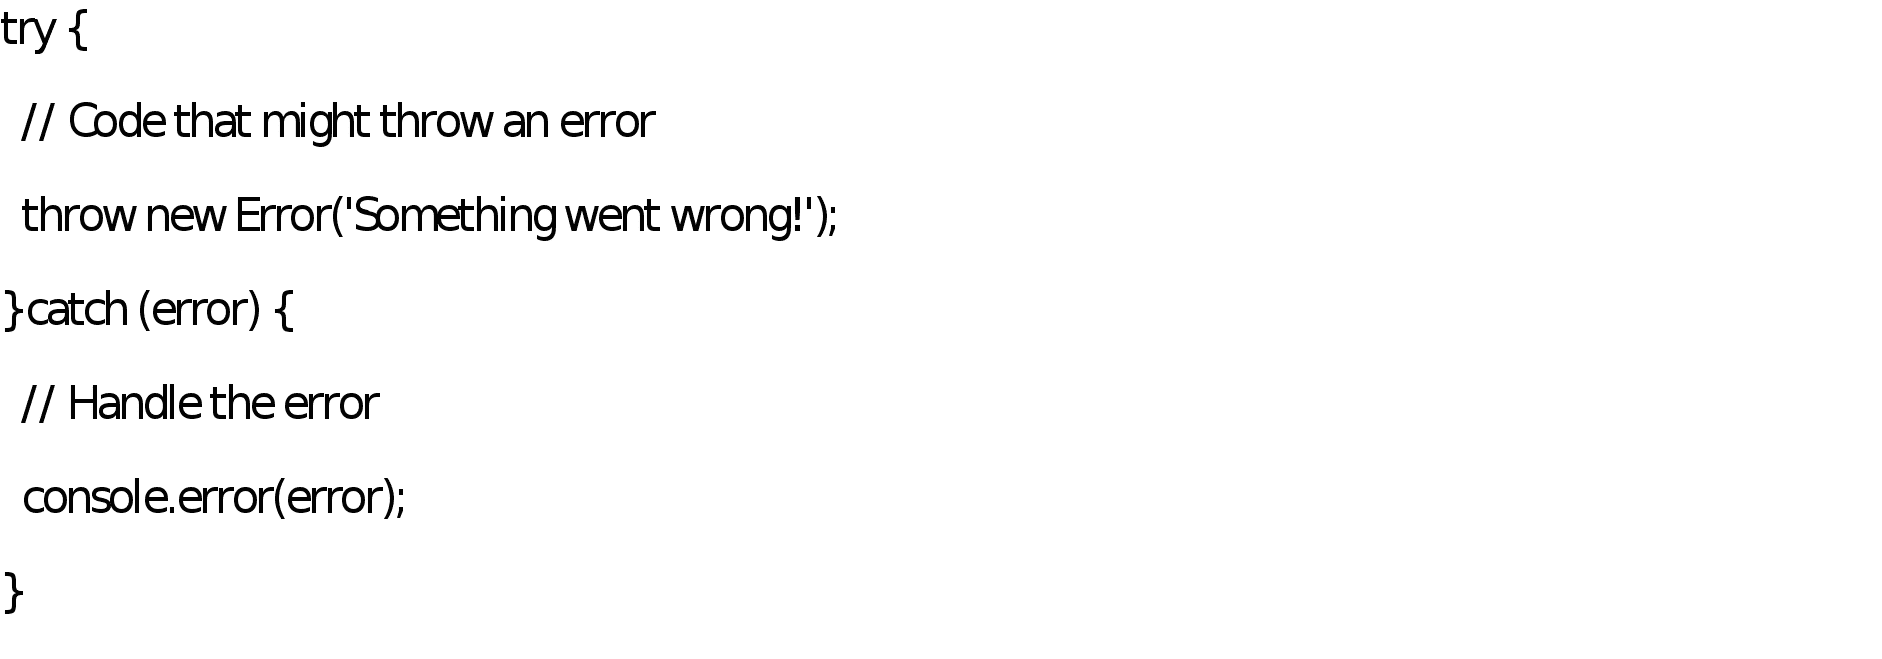 try {
  // Code that might throw an error
  throw new Error('Something went wrong!');
} catch (error) {
  // Handle the error
  console.error(error);
}